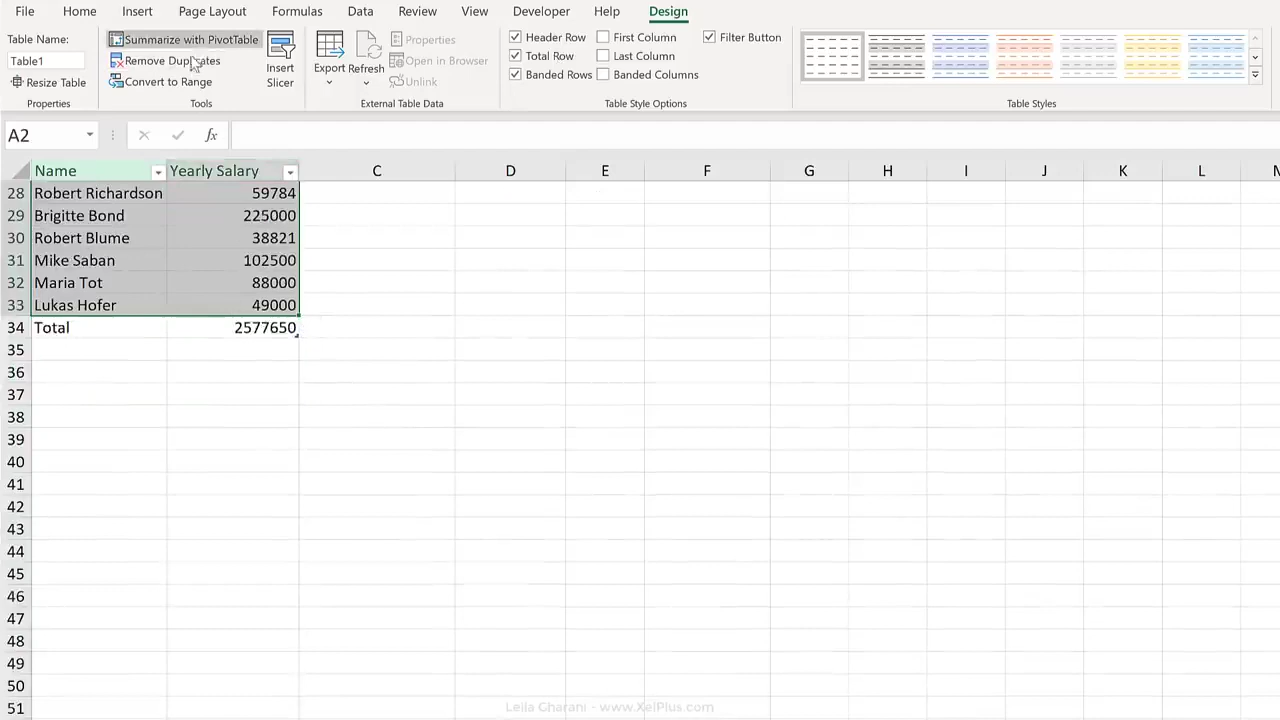 File Home Insert Page Layout Formulas Data Review View Developer Help Design
Table Name:
Table1
Resize Table
Properties
Summarize with PivotTable
Remove Duplicates
Convert to Range
Insert
Slicer
Tools
Properties
Open in Browser
Unlink
External Table Data
Header Row First Column Filter Button
Total Row Last Column
Banded Rows Banded Columns
Table Style Options
Table Styles
A2 fx
Name Yearly Salary C D E F G H I J K L M
28 Robert Richardson 59784
29 Brigitte Bond 225000
30 Robert Blume 38821
31 Mike Saban 102500
32 Maria Tot 88000
33 Lukas Hofer 49000
34 Total 2577650
35
36
37
38
39
40
41
42
43
44
45
46
47
48
49
50
51
Leila Gharani - www.XelPlus.com